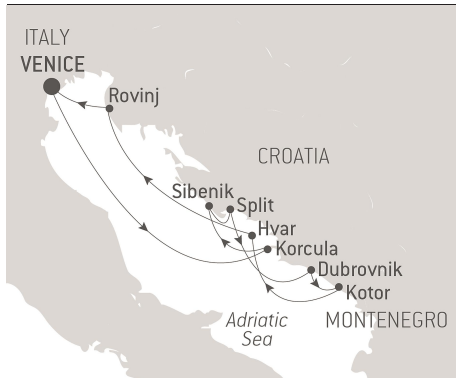 ITALY
VENICE
Rovinj
CROATIA
Sibenik
Split
Hvar
Korcula
Dubrovnik
Kotor
Adriatic
Sea
MONTENEGRO